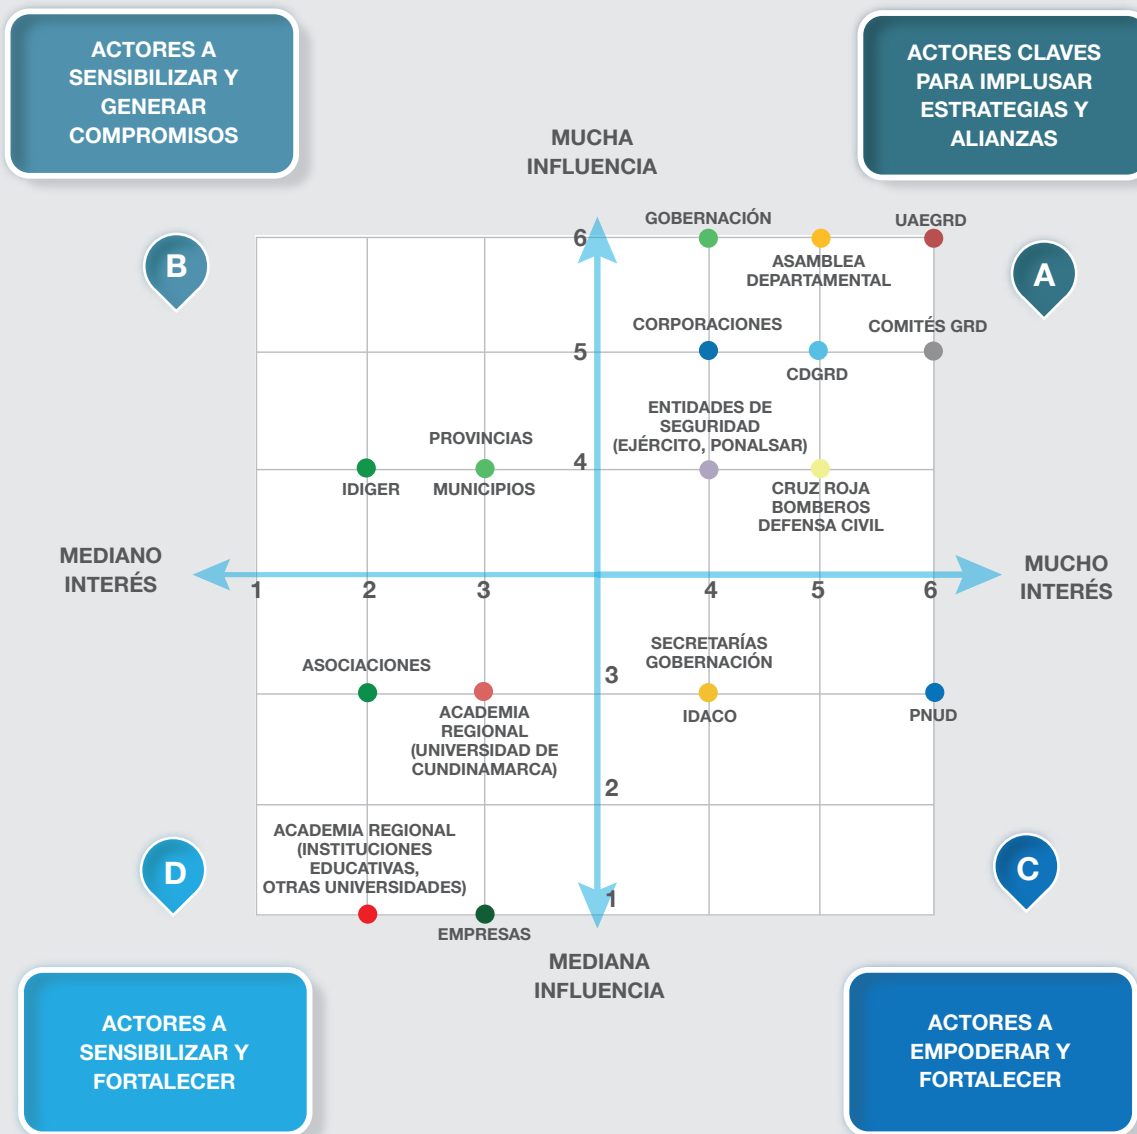 ACTORES A
SENSIBILIZAR Y
GENERAR
COMPROMISOS
ACTORES CLAVES
PARA IMPLUSAR
ESTRATEGIAS Y
ALIANZAS
MUCHA
INFLUENCIA
B
A
GOBERNACIÓN
UAEGRD
6
ASAMBLEA
DEPARTAMENTAL
CORPORACIONES
COMITÉS GRD
5
CDGRD
ENTIDADES DE
SEGURIDAD
(EJÉRCITO, PONALSAR)
PROVINCIAS
4
IDIGER
MUNICIPIOS
CRUZ ROJA
BOMBEROS
DEFENSA CIVIL
MEDIANO
INTERÉS
MUCHO
INTERÉS
1
2
3
4
5
6
ASOCIACIONES
SECRETARÍAS
GOBERNACIÓN
3
ACADEMIA
REGIONAL
(UNIVERSIDAD DE
CUNDINAMARCA)
IDACO
PNUD
2
ACADEMIA REGIONAL
(INSTITUCIONES
EDUCATIVAS,
OTRAS UNIVERSIDADES)
D
C
1
EMPRESAS
MEDIANA
INFLUENCIA
ACTORES A
SENSIBILIZAR Y
FORTALECER
ACTORES A
EMPODERAR Y
FORTALECER